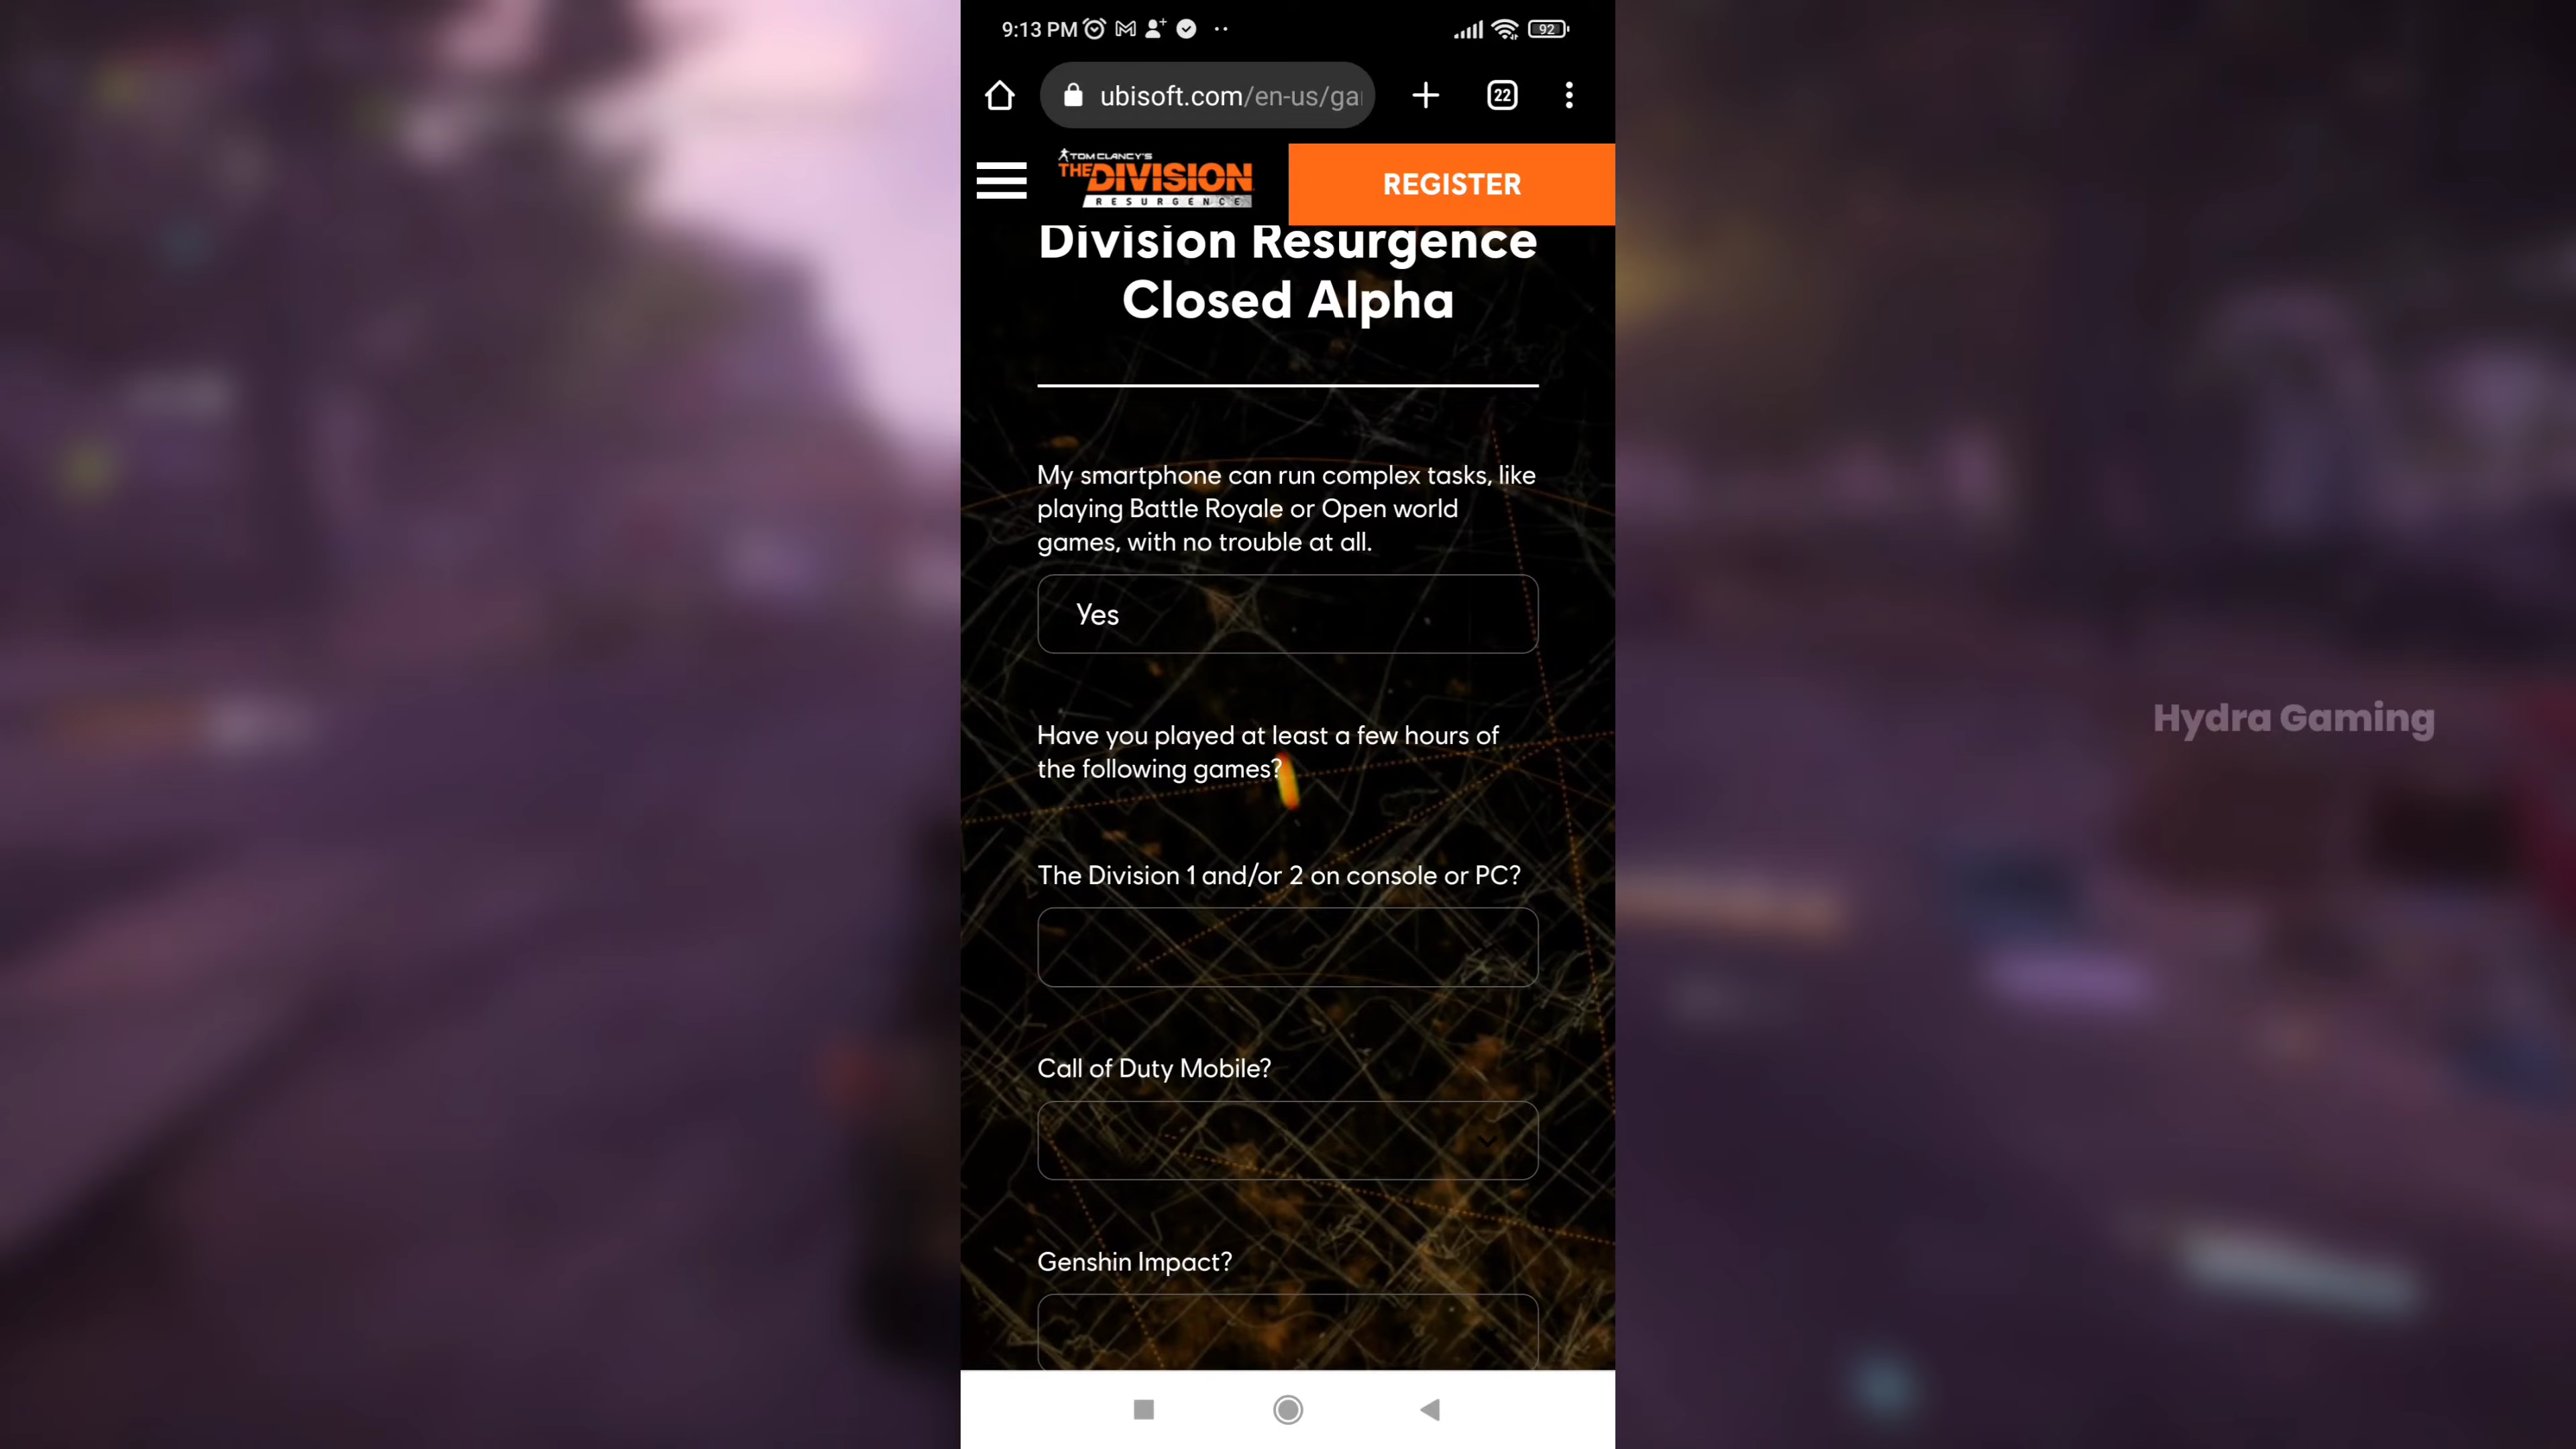 9:13 PM
92
ubisoft.com/en-us/ga
22
TOM CLANCY'S
THE DIVISION
RESURGENCE
REGISTER
Division Resurgence
Closed Alpha
My smartphone can run complex tasks, like
playing Battle Royale or Open world
games, with no trouble at all.
Yes
Have you played at least a few hours of
the following games?
Hydra Gaming
The Division 1 and/or 2 on console or PC?
Call of Duty Mobile?
Genshin Impact?